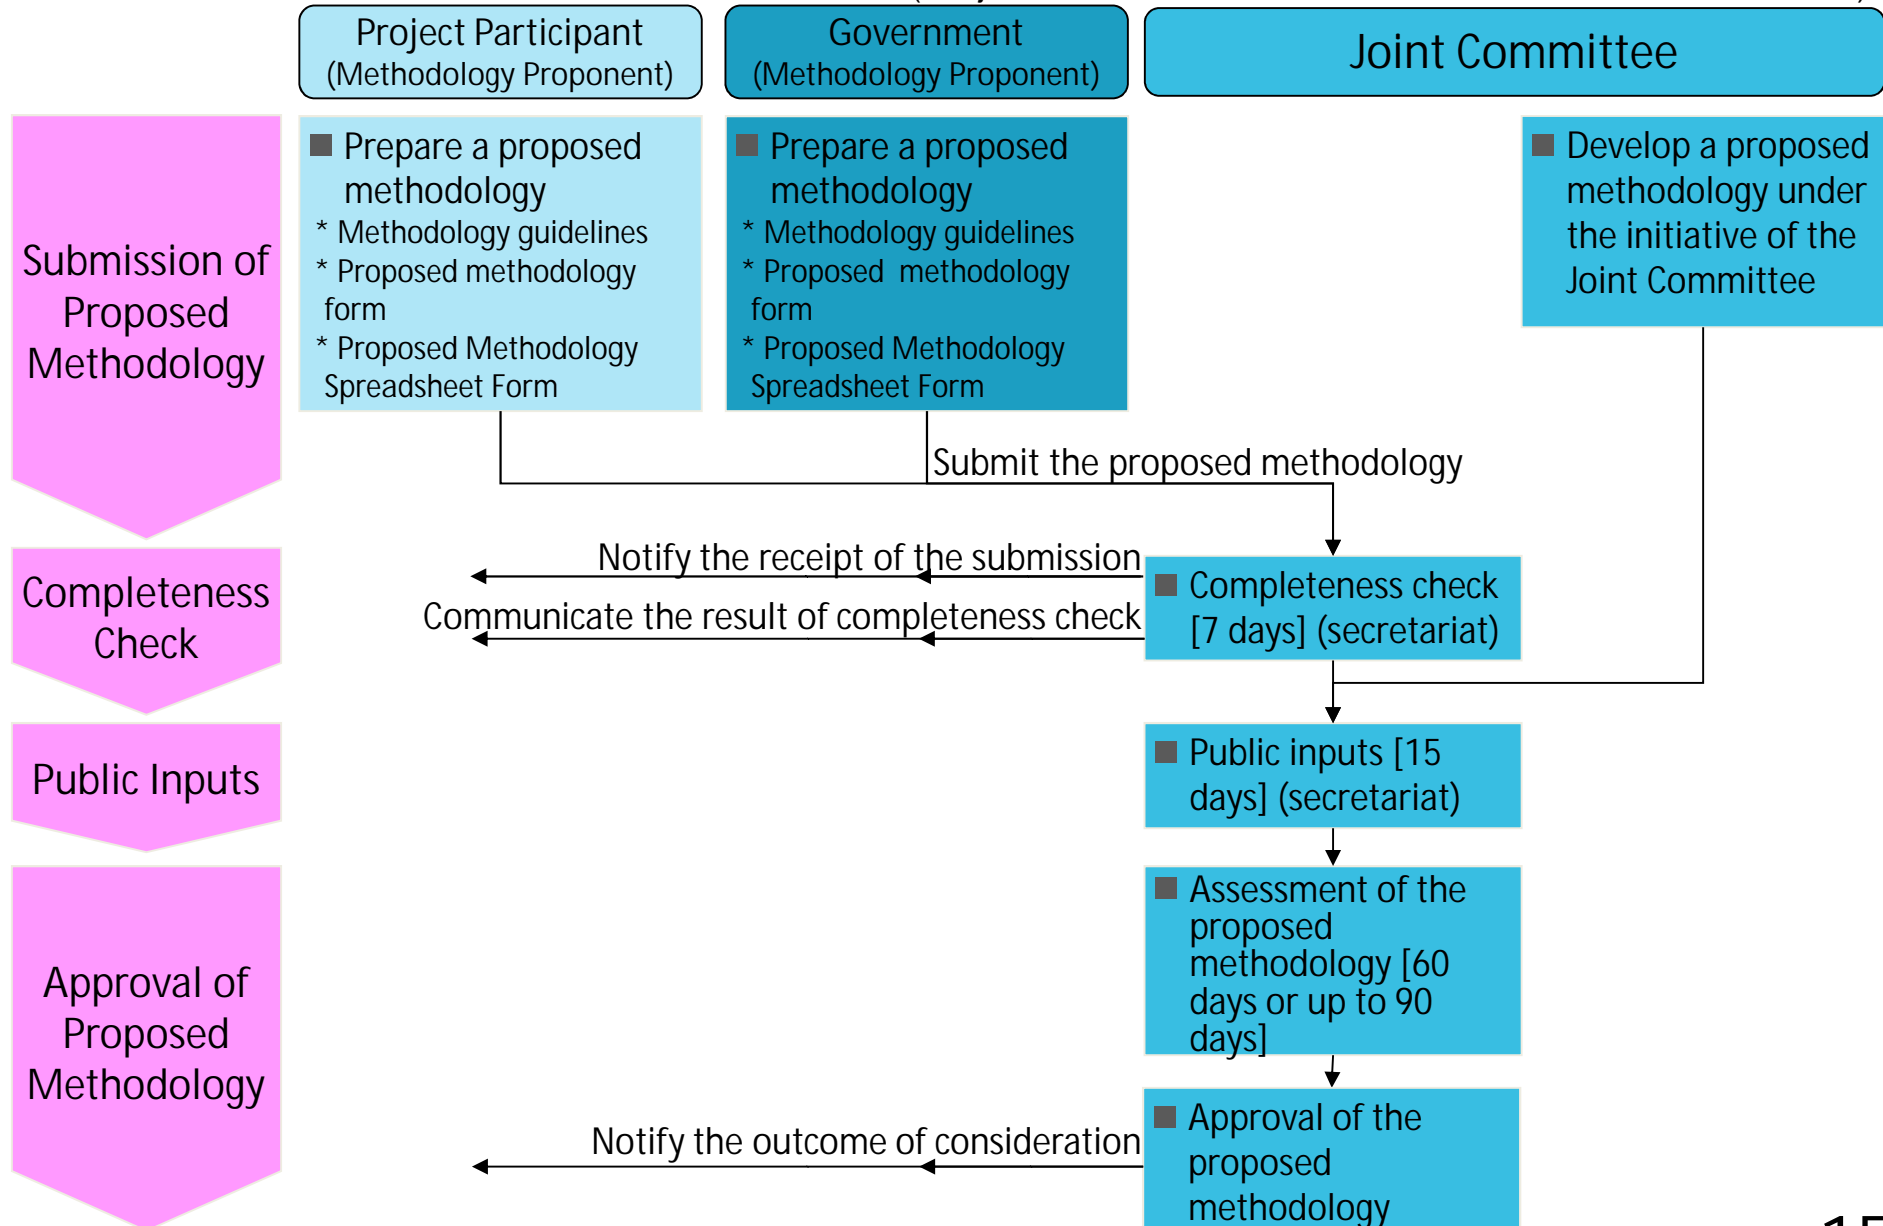 Project Participant
(Methodology Proponent)
Government
(Methodology Proponent)
Joint Committee
Submission of
Proposed
Methodology
■ Prepare a proposed
methodology
* Methodology guidelines
* Proposed methodology
form
* Proposed Methodology
Spreadsheet Form
■ Prepare a proposed
methodology
* Methodology guidelines
* Proposed methodology
form
* Proposed Methodology
Spreadsheet Form
■ Develop a proposed
methodology under
the initiative of the
Joint Committee
Submit the proposed methodology
Completeness
Check
Notify the receipt of the submission
Communicate the result of completeness check
■ Completeness check
[7 days] (secretariat)
Public Inputs
■ Public inputs [15
days] (secretariat)
Approval of
Proposed
Methodology
■ Assessment of the
proposed
methodology [60
days or up to 90
days]
Notify the outcome of consideration
■ Approval of the
proposed
methodology